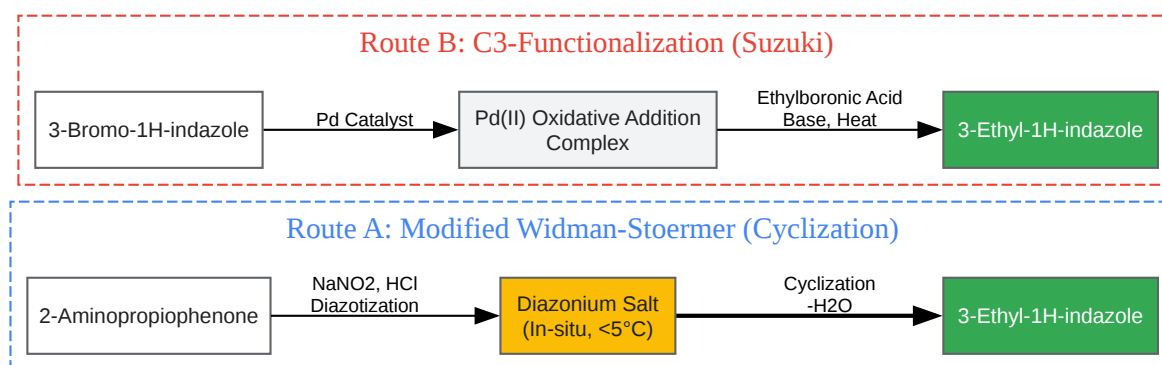 Route B: C3-Functionalization (Suzuki)
3-Bromo-1H-indazole
Pd Catalyst
Pd(II) Oxidative Addition
Complex
Ethylboronic Acid
Base, Heat
3-Ethyl-1H-indazole
Route A: Modified Widman-Stoermer (Cyclization)
2-Aminopropiophenone
NaNO2, HCl
Diazotization
Diazonium Salt
(In-situ, <5°C)
Cyclization
-H2O
3-Ethyl-1H-indazole